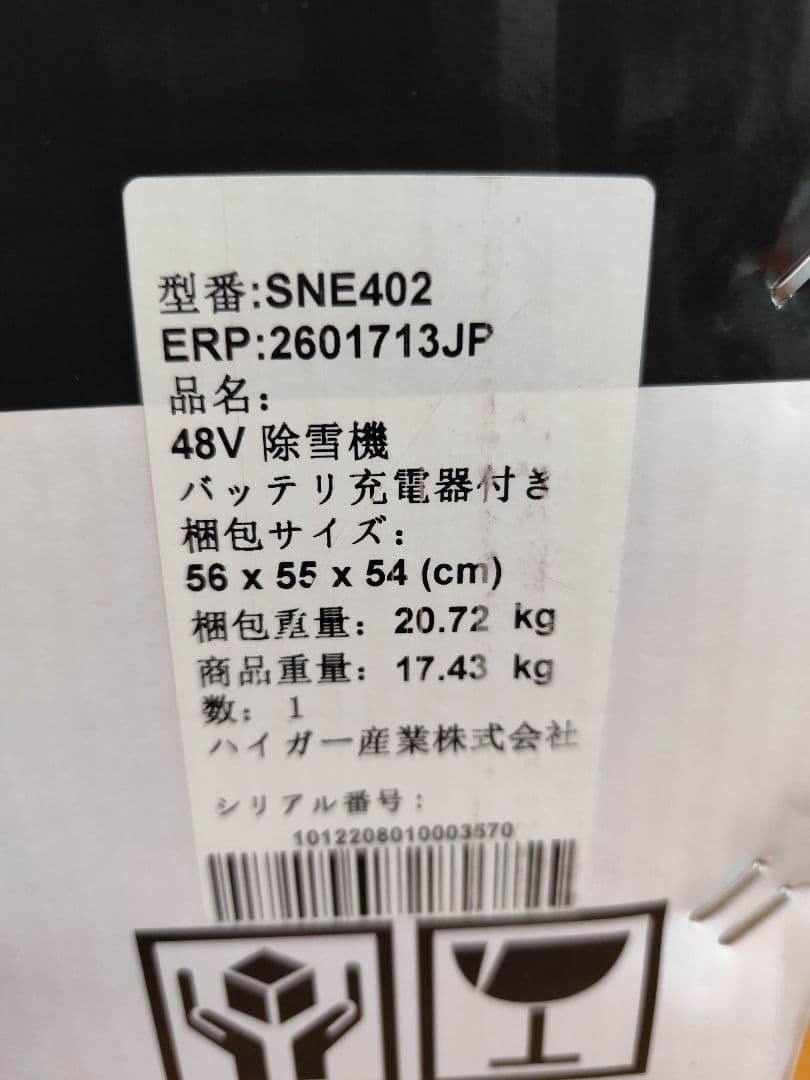 型番:SNE402
ERP:2601713JP
品名:
48V 除雪機
バッテリ充電器付き
梱包サイズ:
56 x 55 x 54 (cm)
梱包重量: 20.72 kg
商品重量: 17.43 kg
数: 1
ハイガー産業株式会社
シリアル番号:
1012208010003570